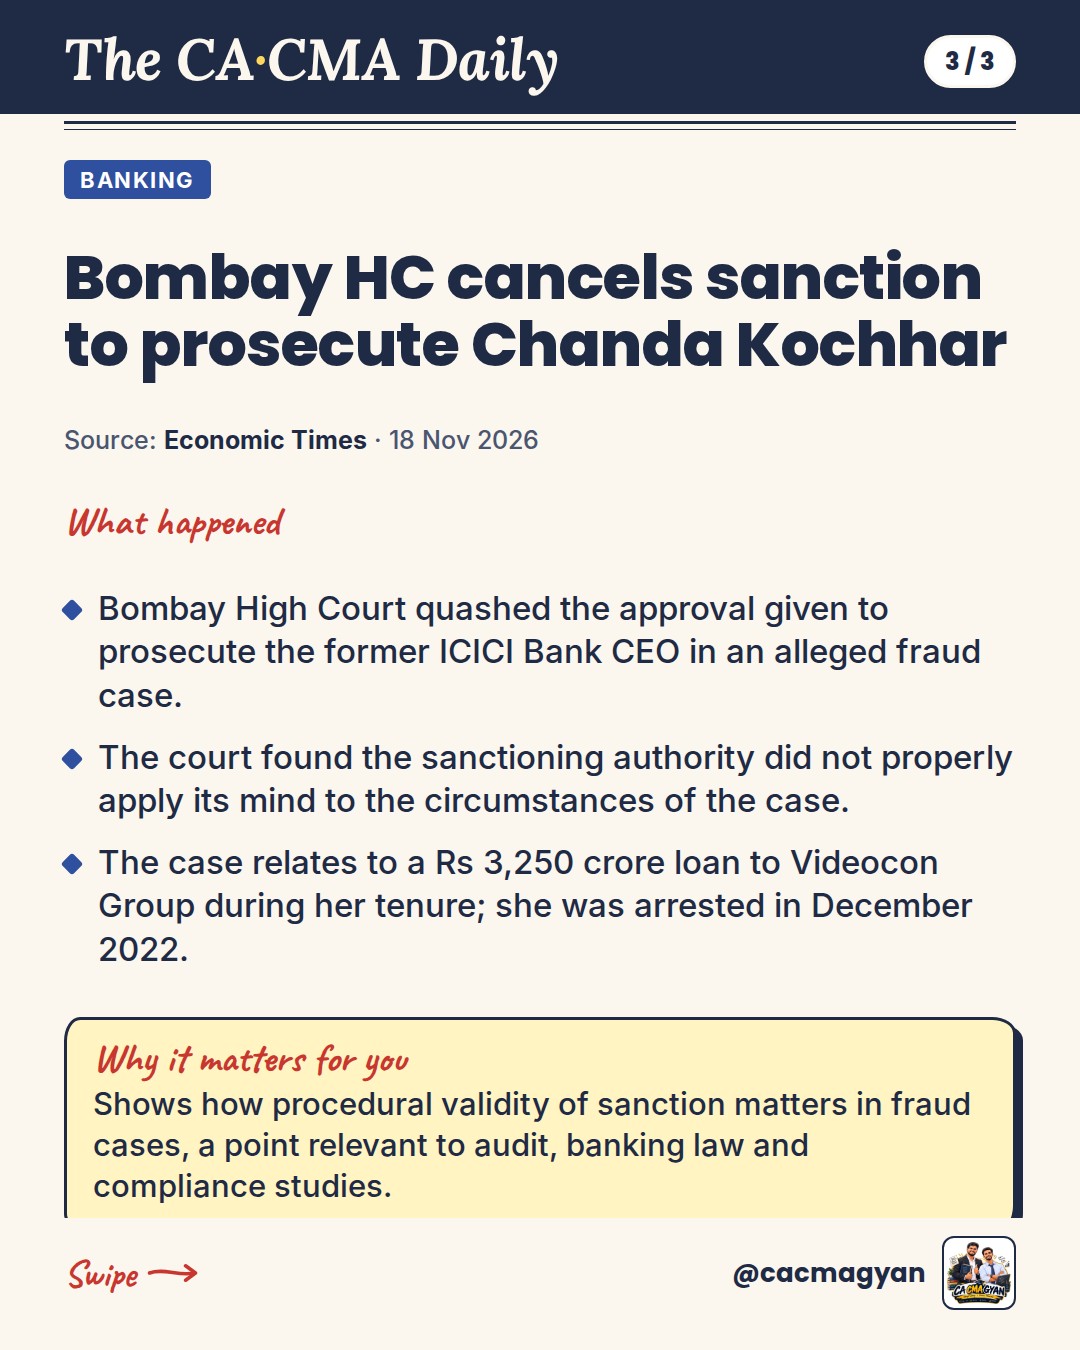 The CA·CMA Daily
3 / 3
BANKING
Bombay HC cancels sanction
to prosecute Chanda Kochhar
Source: Economic Times · 18 Nov 2026
What happened
Bombay High Court quashed the approval given to
prosecute the former ICICI Bank CEO in an alleged fraud
case.
The court found the sanctioning authority did not properly
apply its mind to the circumstances of the case.
The case relates to a Rs 3,250 crore loan to Videocon
Group during her tenure; she was arrested in December
2022.
Why it matters for you
Shows how procedural validity of sanction matters in fraud
cases, a point relevant to audit, banking law and
compliance studies.
Swipe
@cacmagyan
CA CMA GYAN